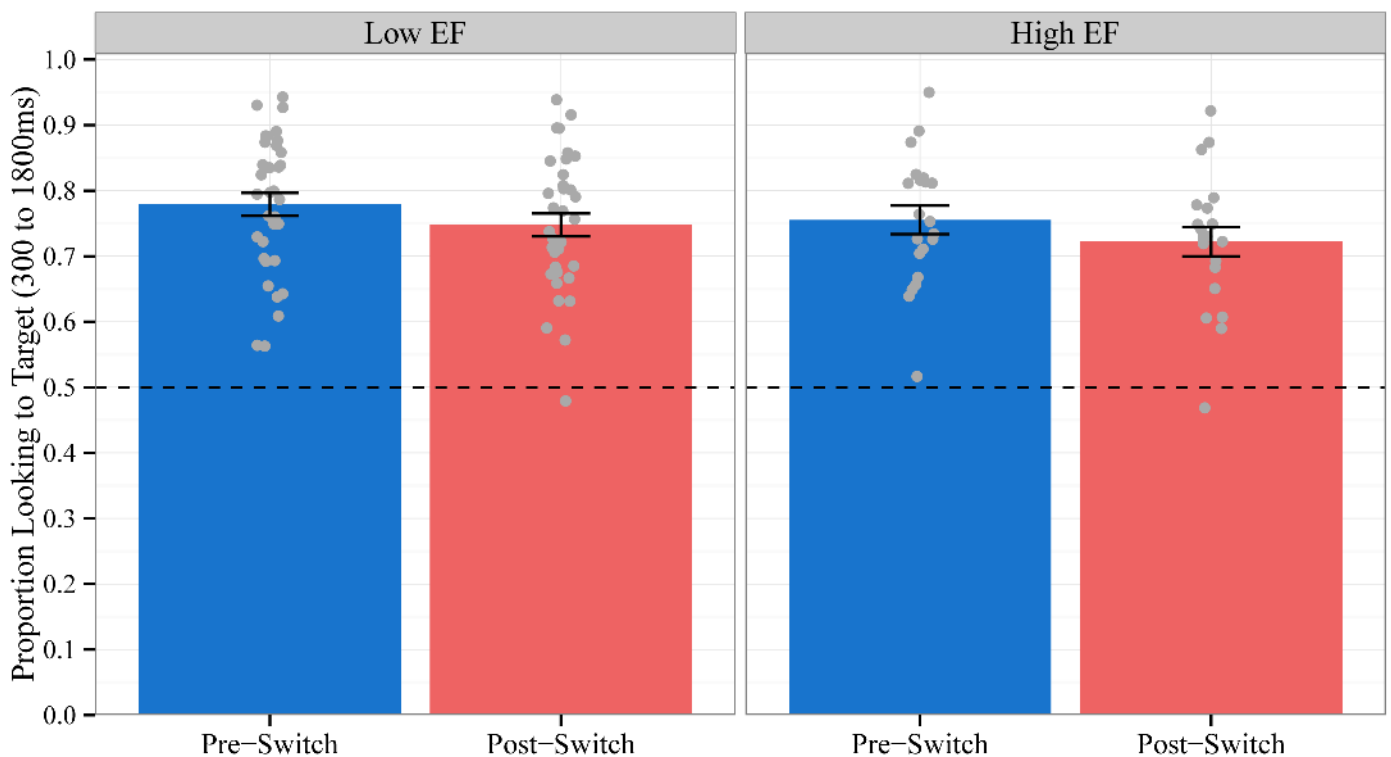 Low EF
High EF
Proportion Looking to Target (300 to 1800ms)
1.0
0.9
0.8
0.7
0.6
0.5
0.4
0.3
0.2
0.1
0.0
Pre−Switch
Post−Switch
Pre−Switch
Post−Switch